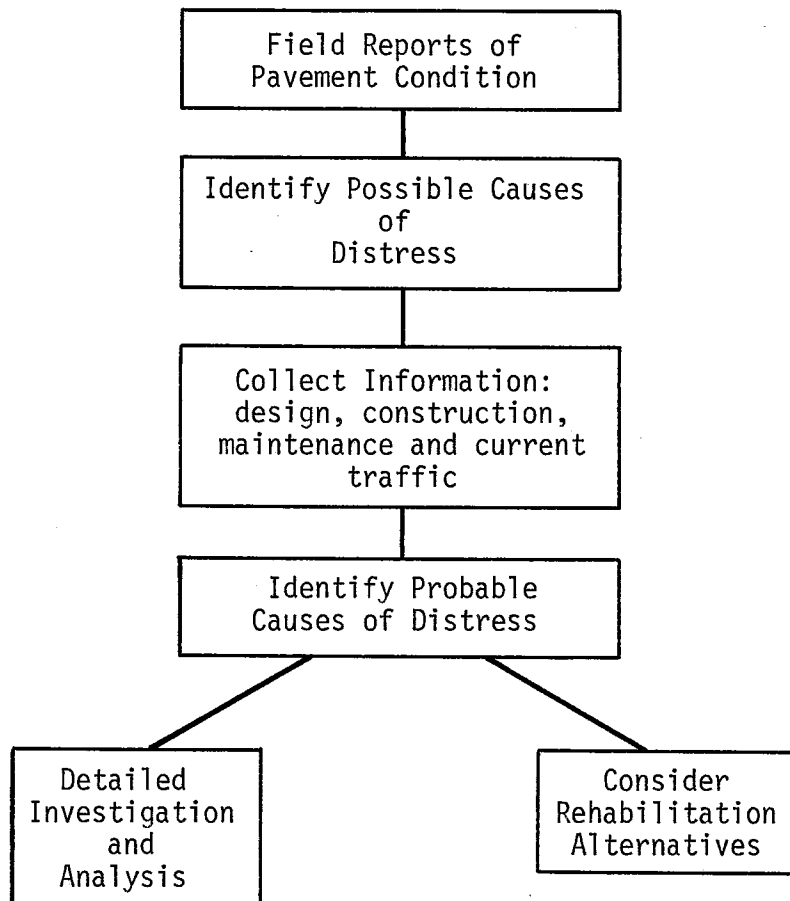 Field Reports of
Pavement Condition
Identify Possible Causes
of
Distress
Collect Information:
design, construction,
maintenance and current
traffic
Identify Probable
Causes of Distress
Detailed
Investigation
and
Analysis
Consider
Rehabilitation
Alternatives